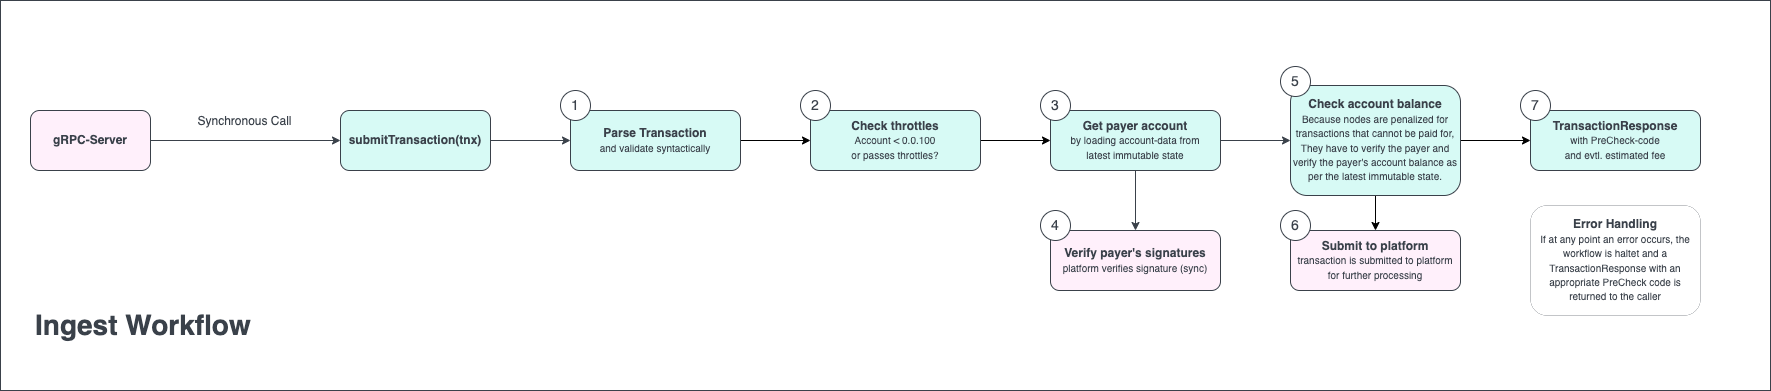 gRPC-Server
Synchronous Call
submitTransaction(tnx)
1
Parse Transaction
and validate syntactically
2
Check throttles
Account < 0.0.100
or passes throttles?
3
Get payer account
by loading account-data from
latest immutable state
4
Verify payer's signatures
platform verifies signature (sync)
5
Check account balance
Because nodes are penalized for
transactions that cannot be paid for,
They have to verify the payer and
verify the payer's account balance as
per the latest immutable state.
6
Submit to platform
transaction is submitted to platform
for further processing
7
TransactionResponse
with PreCheck-code
and evtl. estimated fee
Error Handling
If at any point an error occurs, the
workflow is haltet and a
TransactionResponse with an
appropriate PreCheck code is
returned to the caller
Ingest Workflow